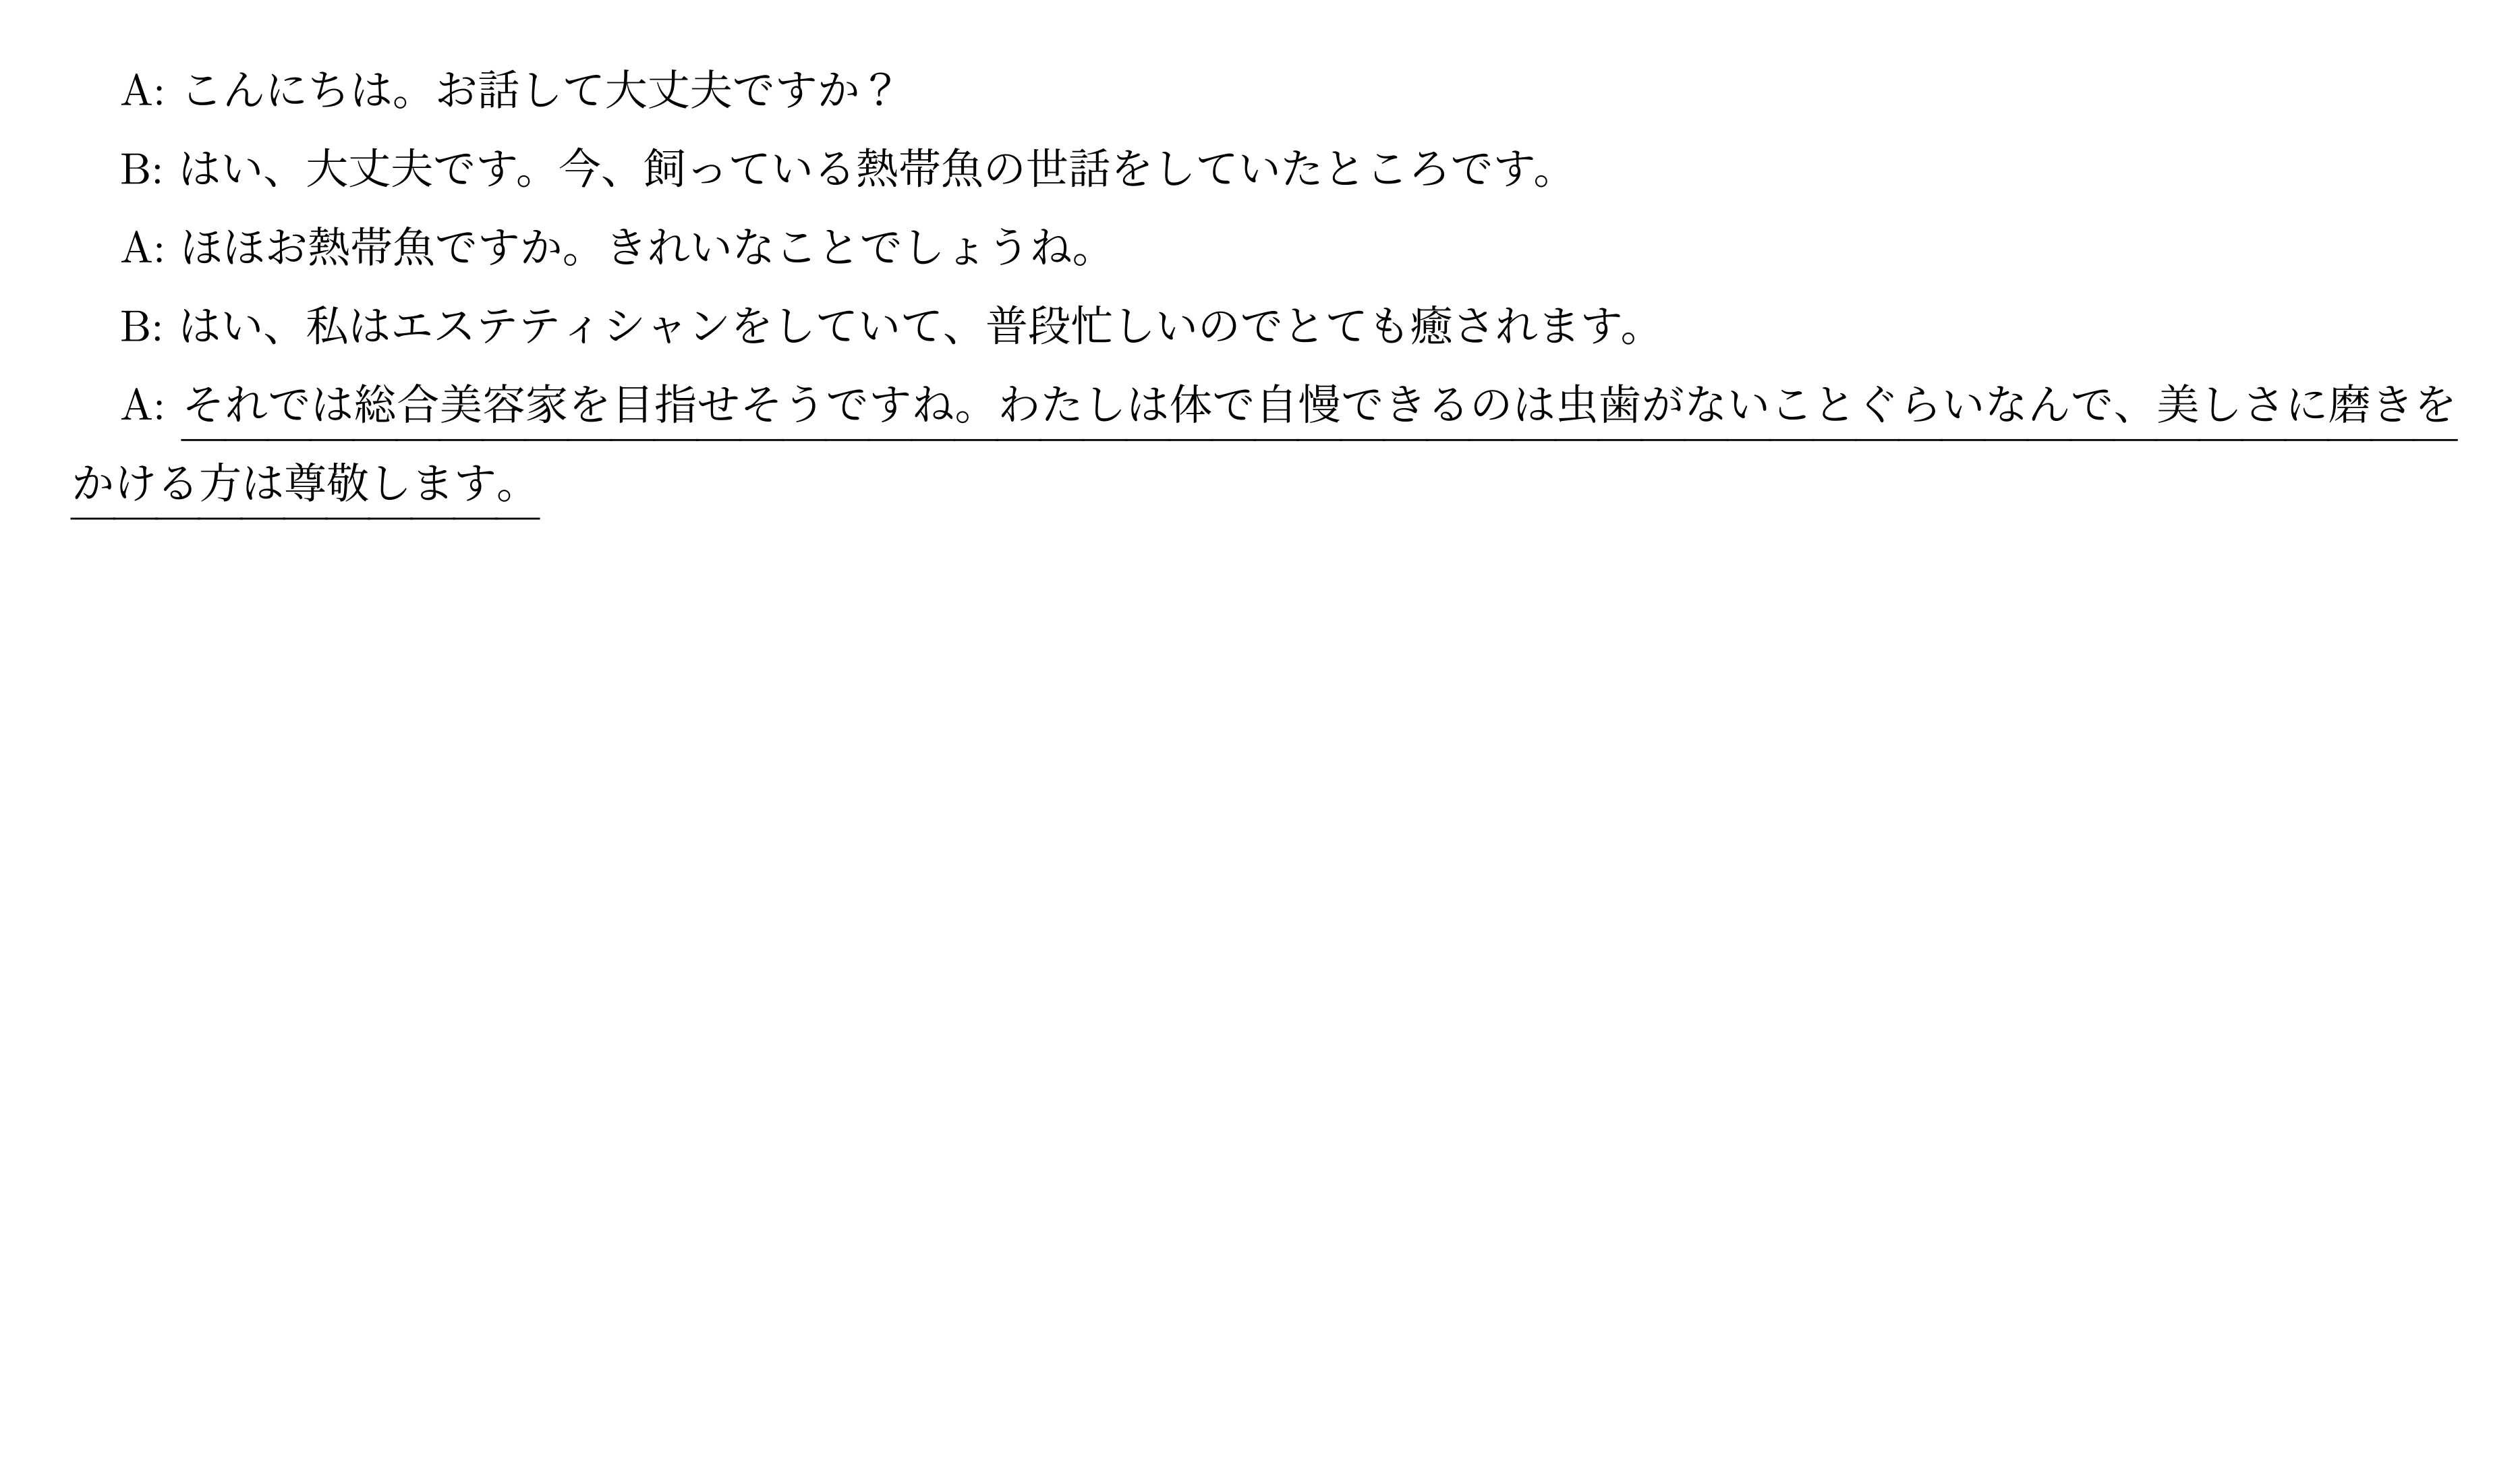 A: こんにちは。お話して大丈夫ですか？
B: はい、大丈夫です。今、飼っている熱帯魚の世話をしていたところです。
A: ほほお熱帯魚ですか。きれいなことでしょうね。
B: はい、私はエステティシャンをしていて、普段忙しいのでとても癒されます。
A: それでは総合美容家を目指せそうですね。わたしは体で自慢できるのは虫歯がないことぐらいなんで、美しさに磨きを
かける方は尊敬します。